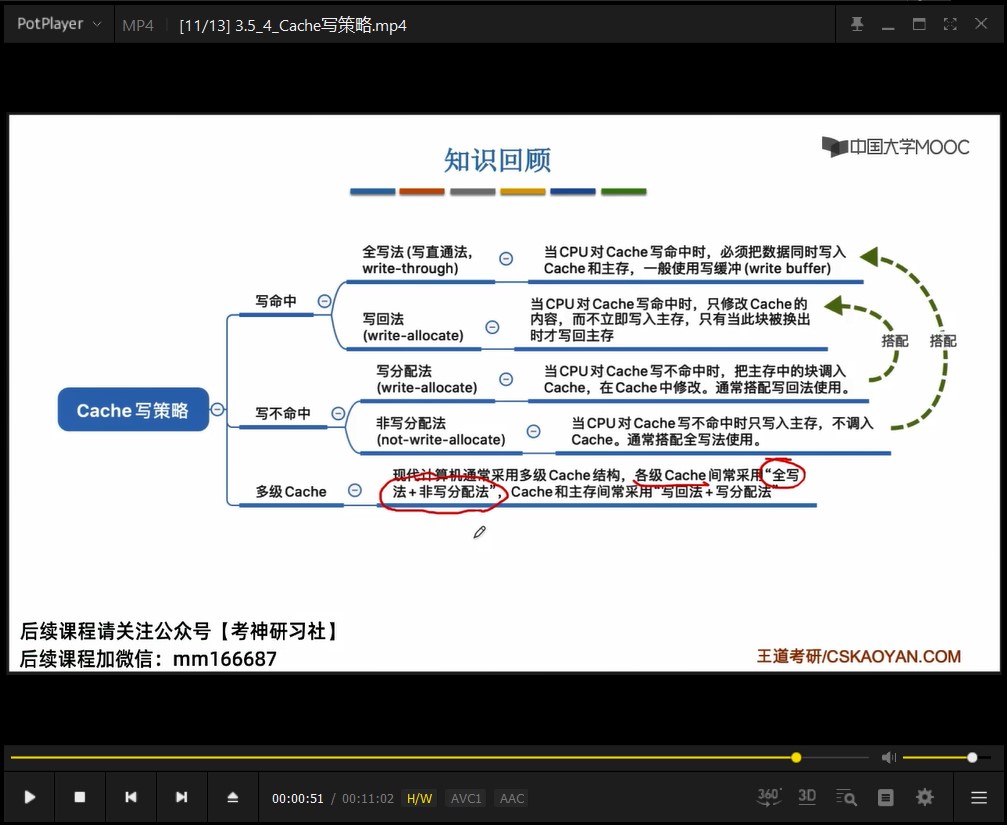 PotPlayer MP4 [11/13] 3.5_4_Cache写策略.mp4
中国大学MOOC
知识回顾
全写法 (写直通法,
write-through)
当CPU对Cache写命中时，必须把数据同时写入
Cache和主存，一般使用写缓冲 (write buffer)
写命中
写回法
(write-allocate)
当CPU对Cache写命中时，只修改Cache的
内容，而不立即写入主存，只有当此块被换出
时才写回主存
搭配
搭配
Cache写策略
写分配法
(write-allocate)
当CPU对Cache写不命中时，把主存中的块调入
Cache，在Cache中修改。通常搭配写回法使用。
写不命中
非写分配法
(not-write-allocate)
当CPU对Cache写不命中时只写入主存，不调入
Cache。通常搭配全写法使用。
多级Cache
现代计算机通常采用多级Cache结构，各级Cache间常采用“全写
法+非写分配法”，Cache和主存间常采用“写回法+写分配法”
后续课程请关注公众号【考神研习社】
后续课程加微信：mm166687
王道考研/CSKAOYAN.COM
00:00:51 / 00:11:02 H/W AVC1 AAC 360° 3D